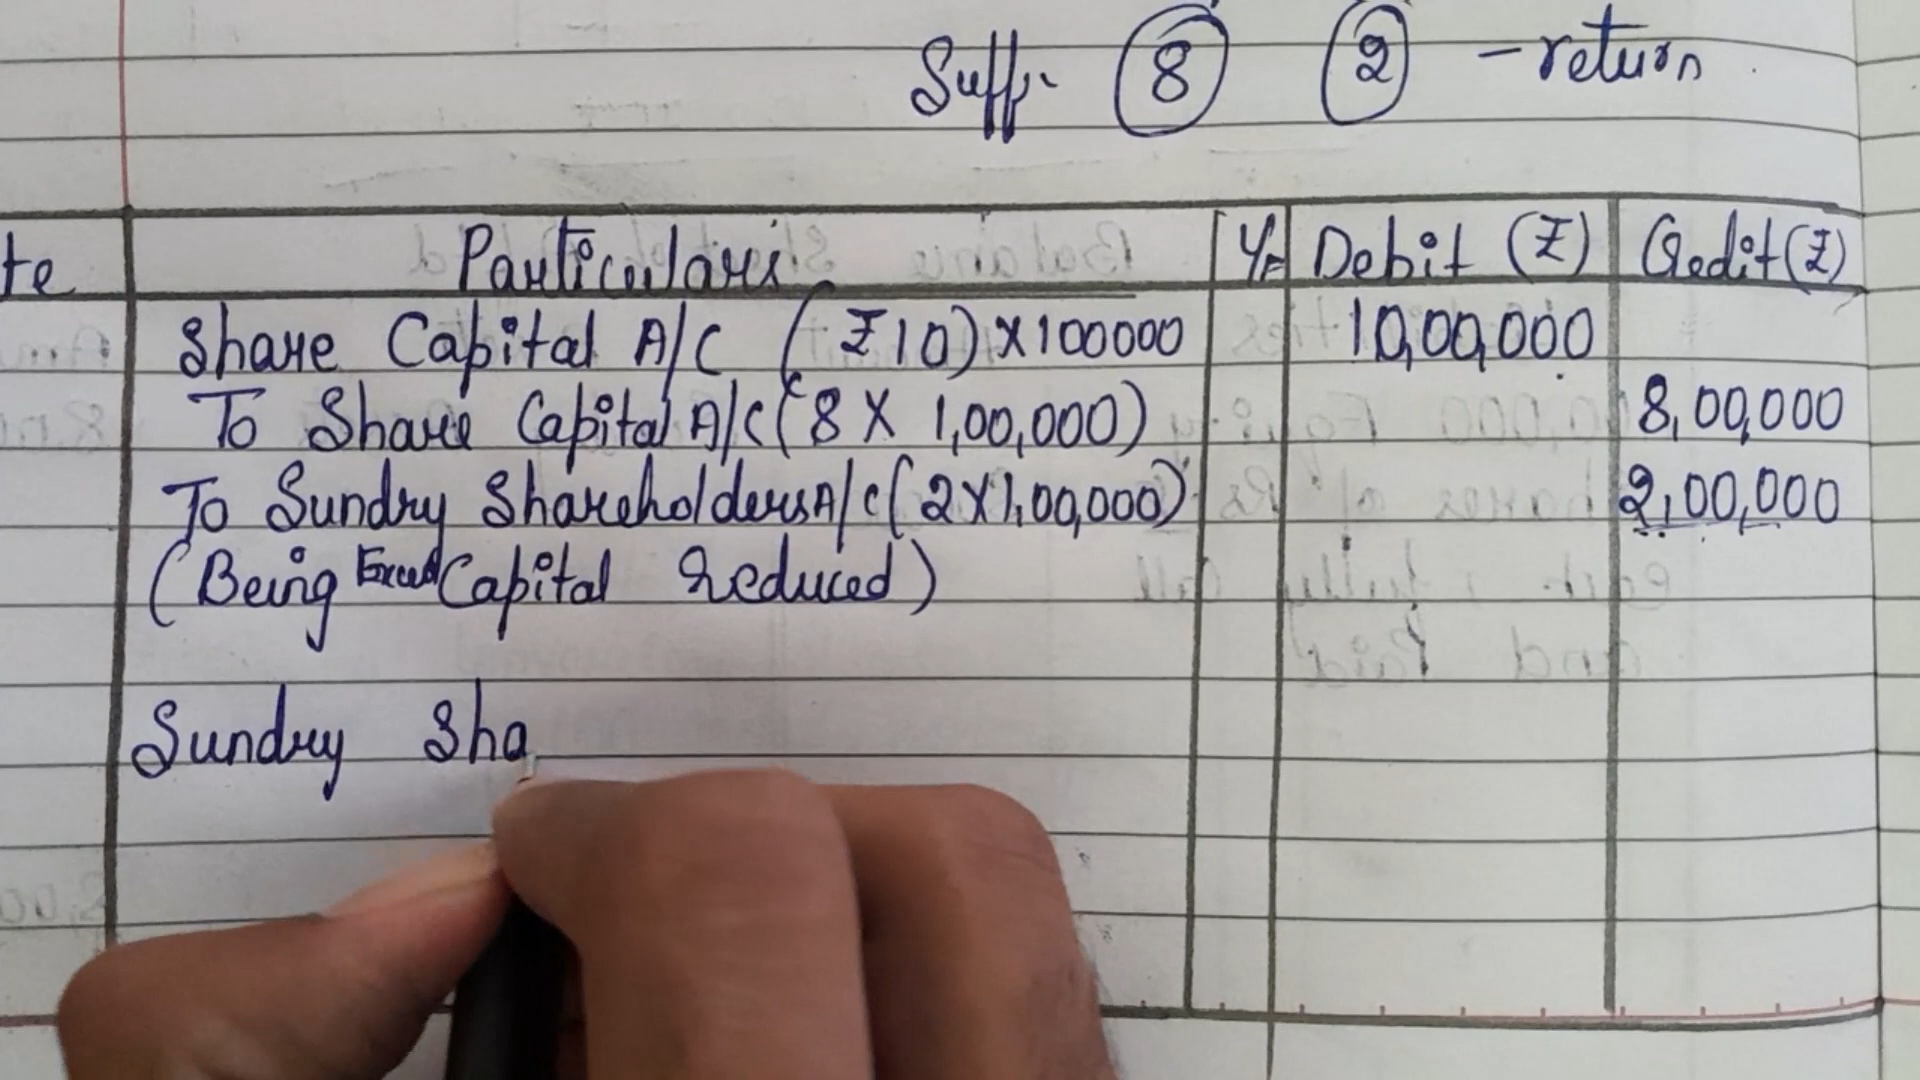 Suff: 8 2 - return
te Particulars L/F Debit (₹) Credit (₹)
Share Capital A/C (₹10) x 100000 10,00,000
To Share Capital A/C (8 X 1,00,000) 8,00,000
To Sundry Shareholders A/C (2 X 1,00,000) 2,00,000
(Being Exced Capital reduced)
Sundry Sha